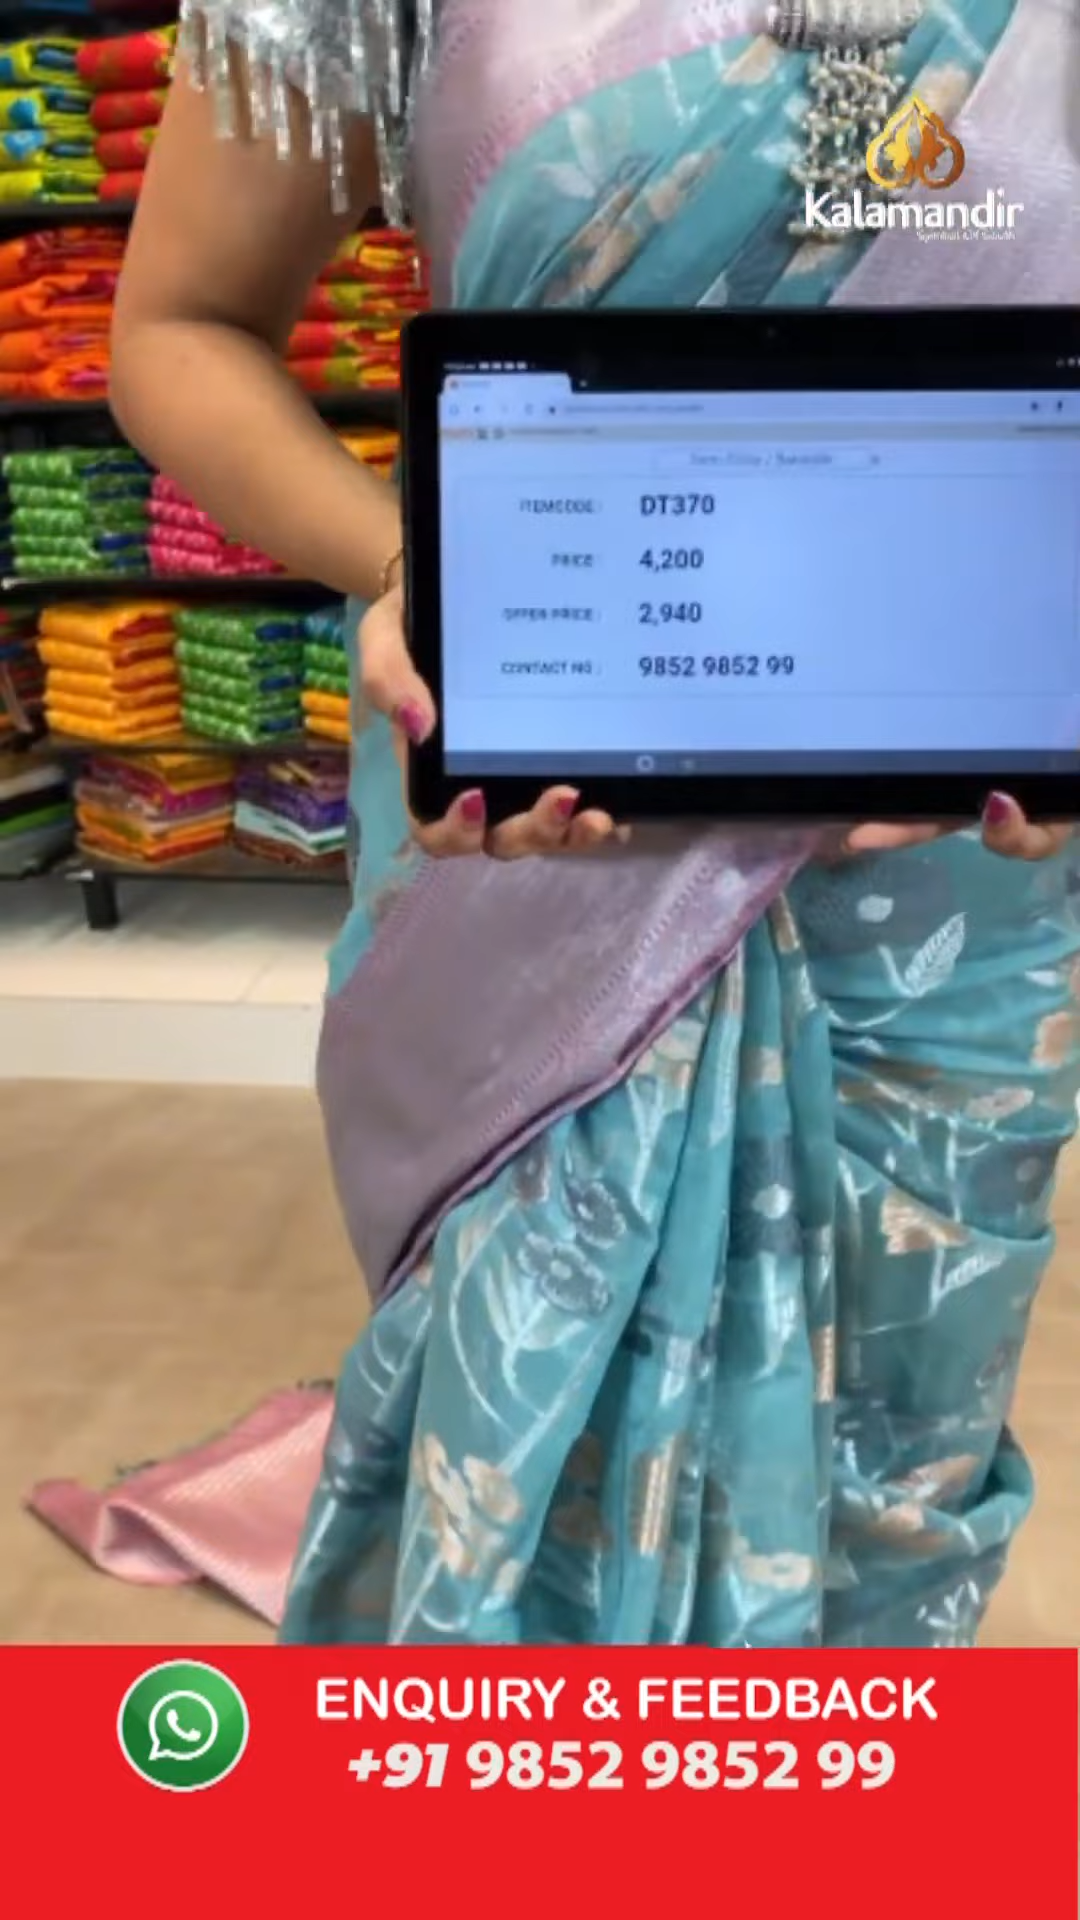 Kalamandir
ITEMCODE : DT370
PRICE : 4,200
OFFER PRICE : 2,940
CONTACT NO : 9852 9852 99
ENQUIRY & FEEDBACK
+91 9852 9852 99